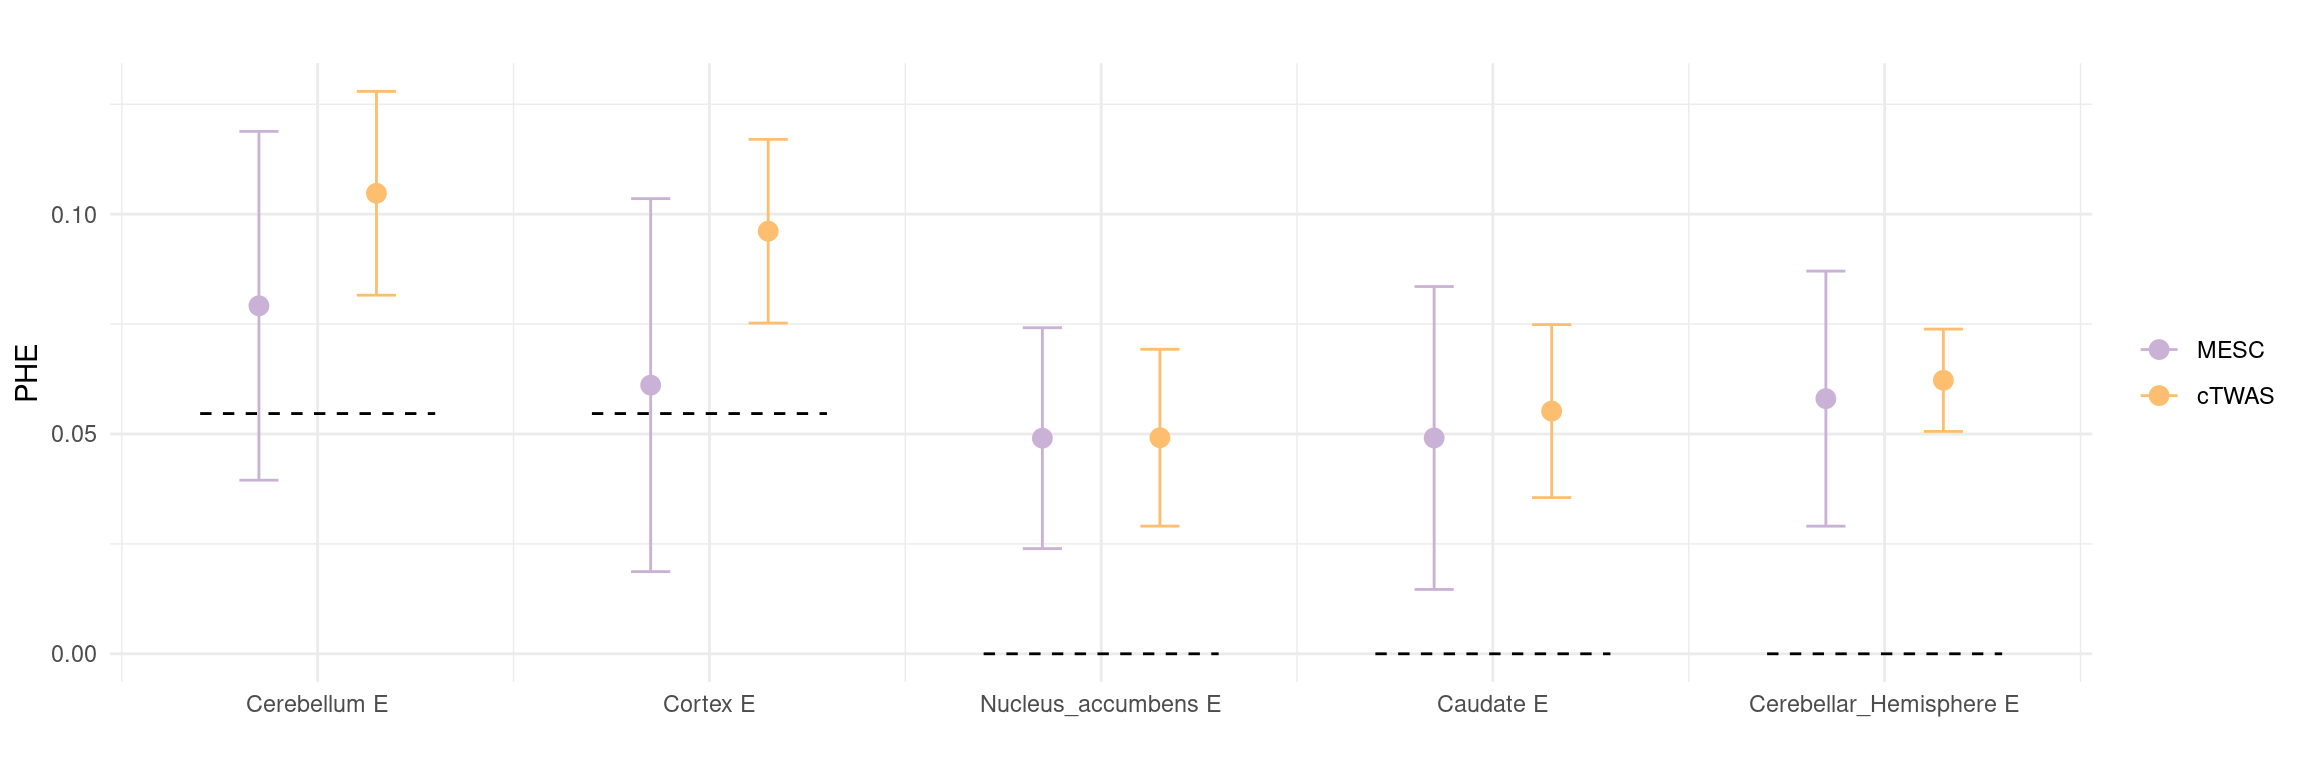 PHE
0.10
0.05
0.00
Cerebellum E
Cortex E
Nucleus_accumbens E
Caudate E
Cerebellar_Hemisphere E
MESC
cTWAS